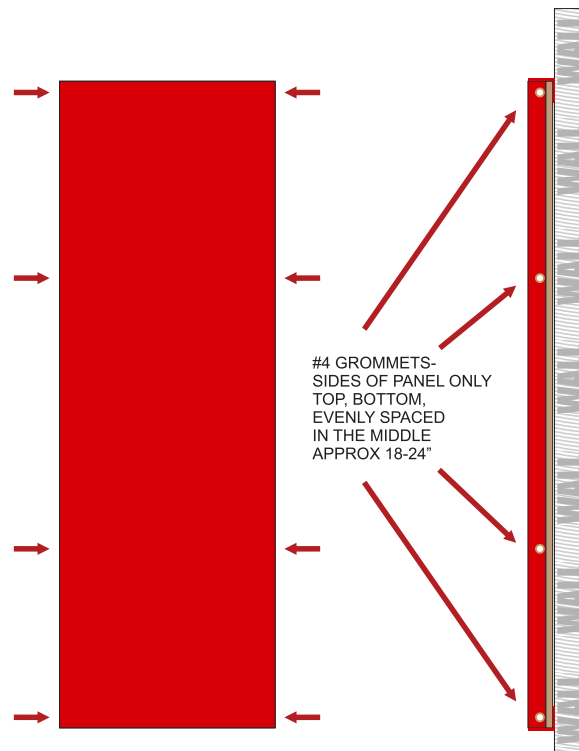 #4 GROMMETS-
SIDES OF PANEL ONLY
TOP, BOTTOM,
EVENLY SPACED
IN THE MIDDLE
APPROX 18-24”